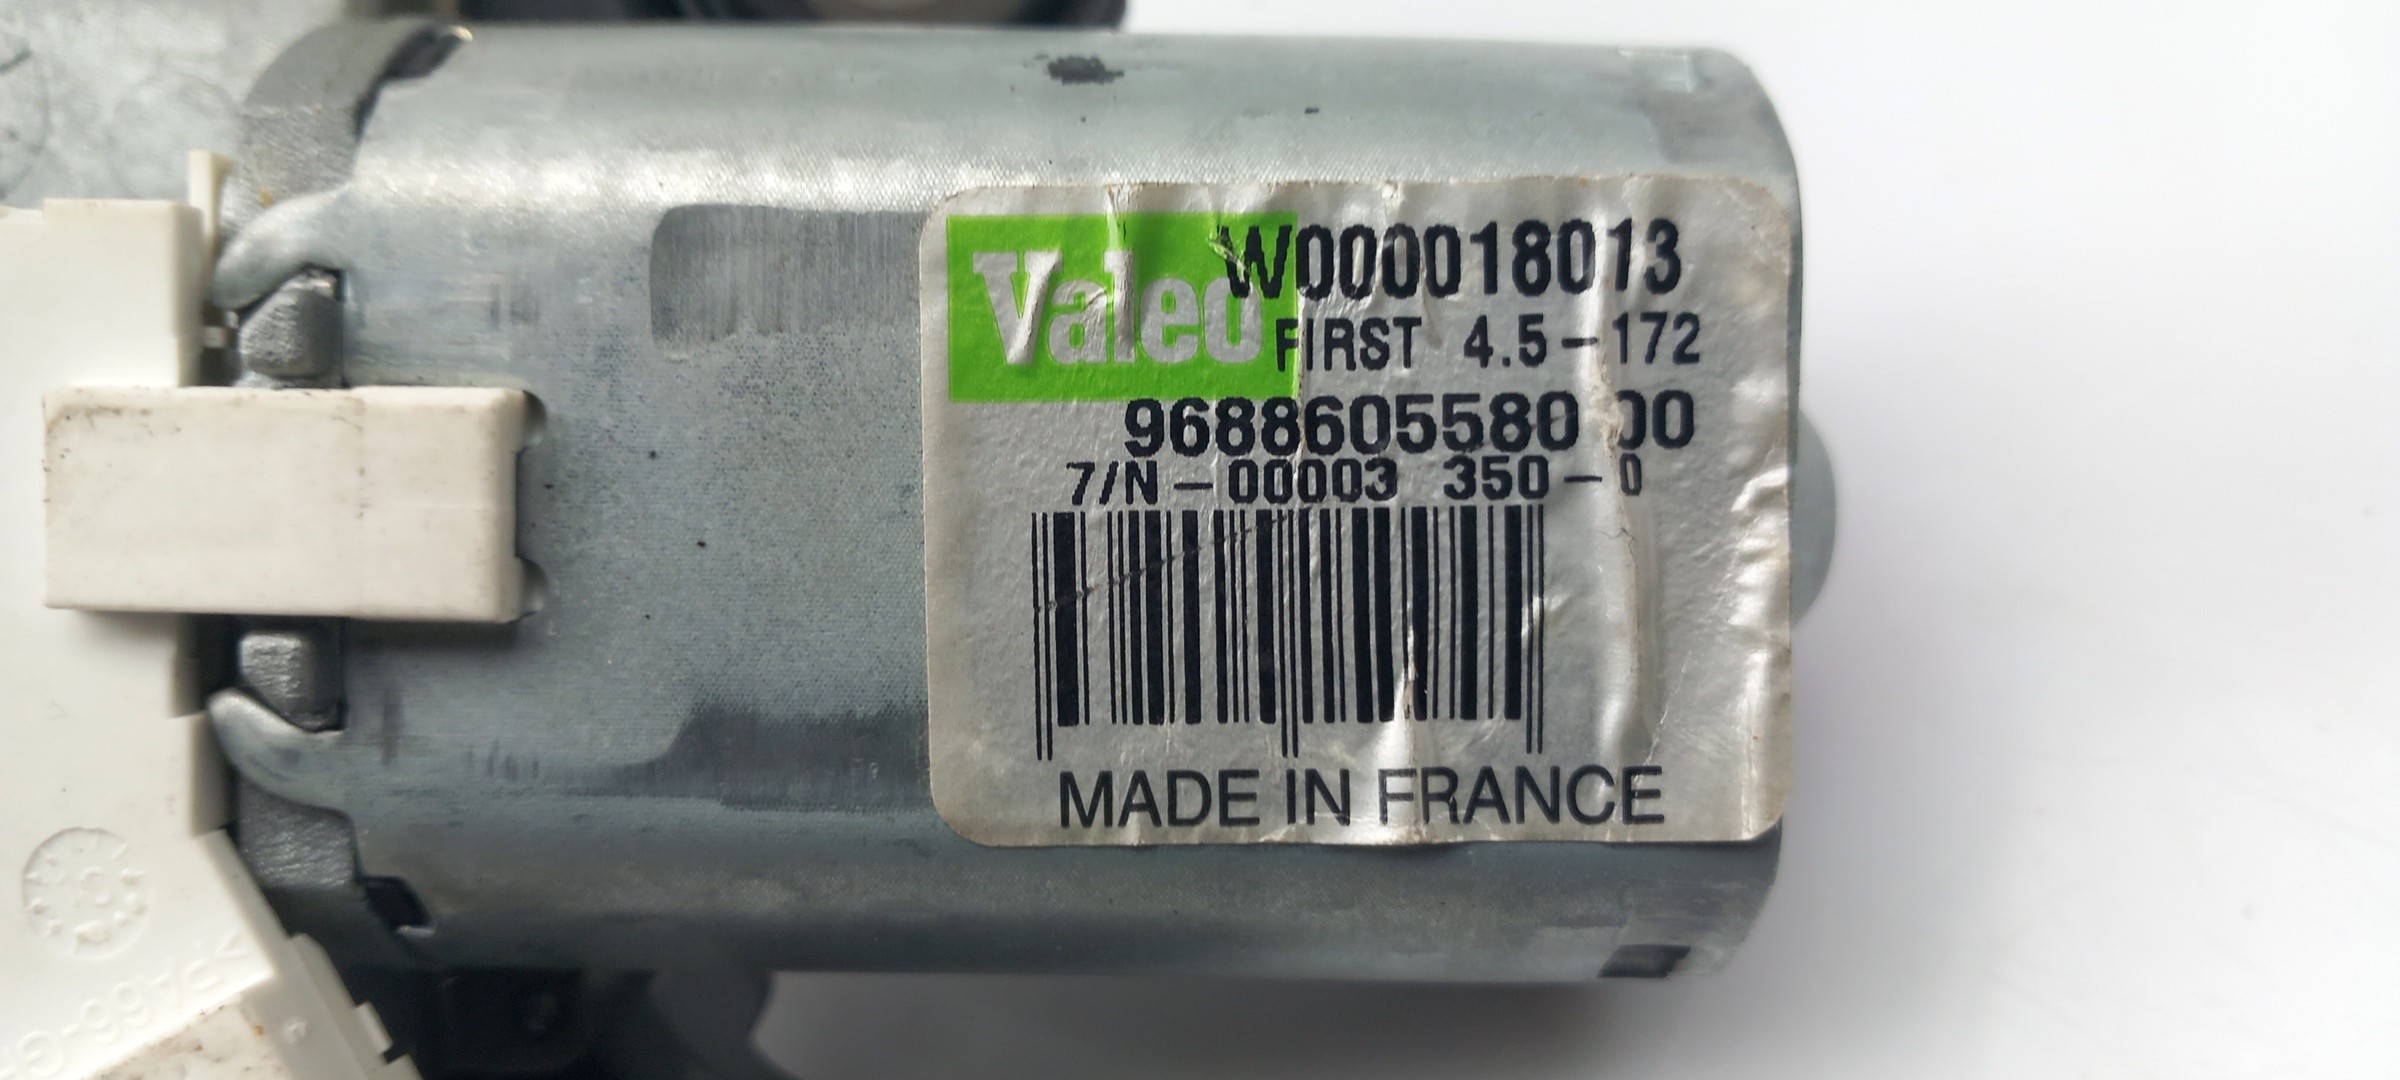 Valeo W000018013
FIRST 4.5-172
9688605580 00
7/N-00003 350-0
MADE IN FRANCE